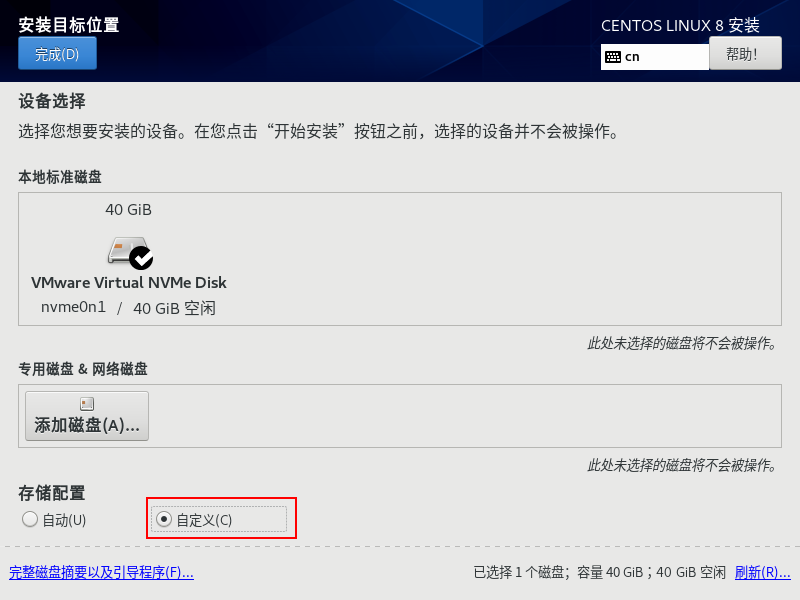 安装目标位置
CENTOS LINUX 8 安装
完成(D)
cn
帮助！
设备选择
选择您想要安装的设备。在您点击“开始安装”按钮之前，选择的设备并不会被操作。
本地标准磁盘
40 GiB
VMware Virtual NVMe Disk
nvme0n1 / 40 GiB 空闲
此处未选择的磁盘将不会被操作。
专用磁盘 & 网络磁盘
添加磁盘(A)...
此处未选择的磁盘将不会被操作。
存储配置
自动(U) 自定义(C)
完整磁盘摘要以及引导程序(F)... 已选择 1 个磁盘；容量 40 GiB；40 GiB 空闲 刷新(R)...